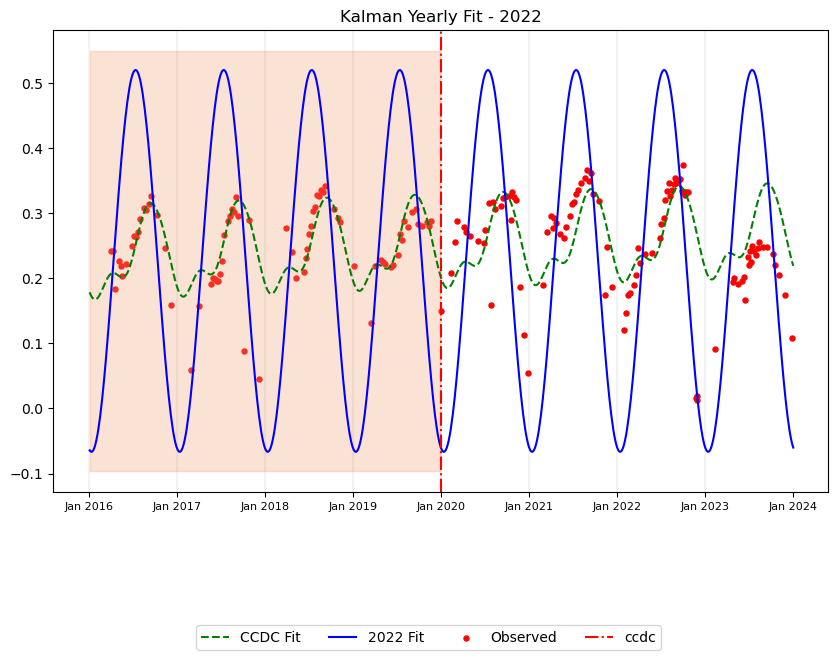 Kalman Yearly Fit - 2022
0.5
0.4
0.3
0.2
0.1
0.0
−0.1
Jan 2016 Jan 2017 Jan 2018 Jan 2019 Jan 2020 Jan 2021 Jan 2022 Jan 2023 Jan 2024
CCDC Fit 2022 Fit Observed ccdc